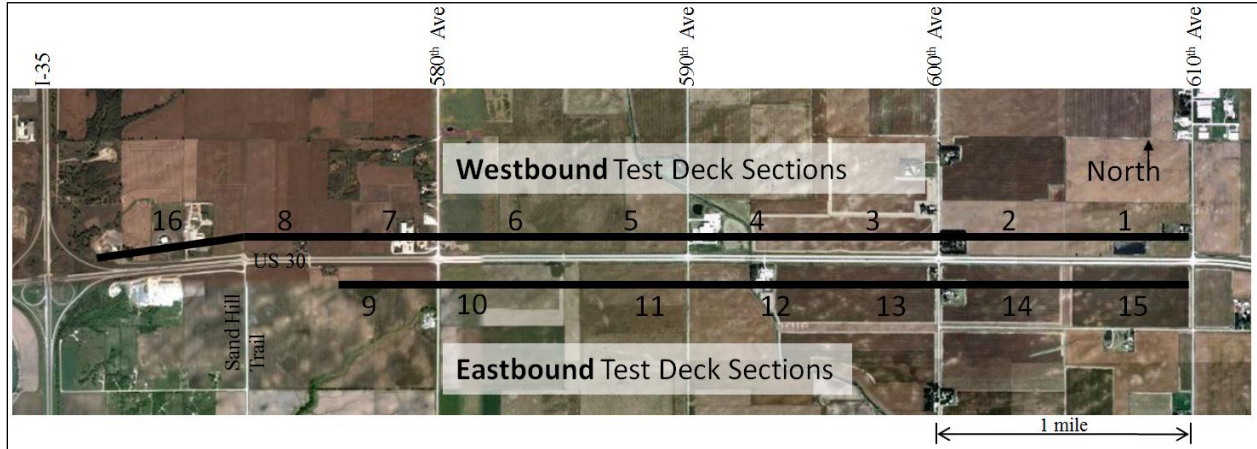 I-35
580th Ave
590th Ave
600th Ave
610th Ave
Westbound Test Deck Sections
North
16 8 7 6 5 4 3 2 1
US 30
9 10 11 12 13 14 15
Sand Hill
Trail
Eastbound Test Deck Sections
1 mile